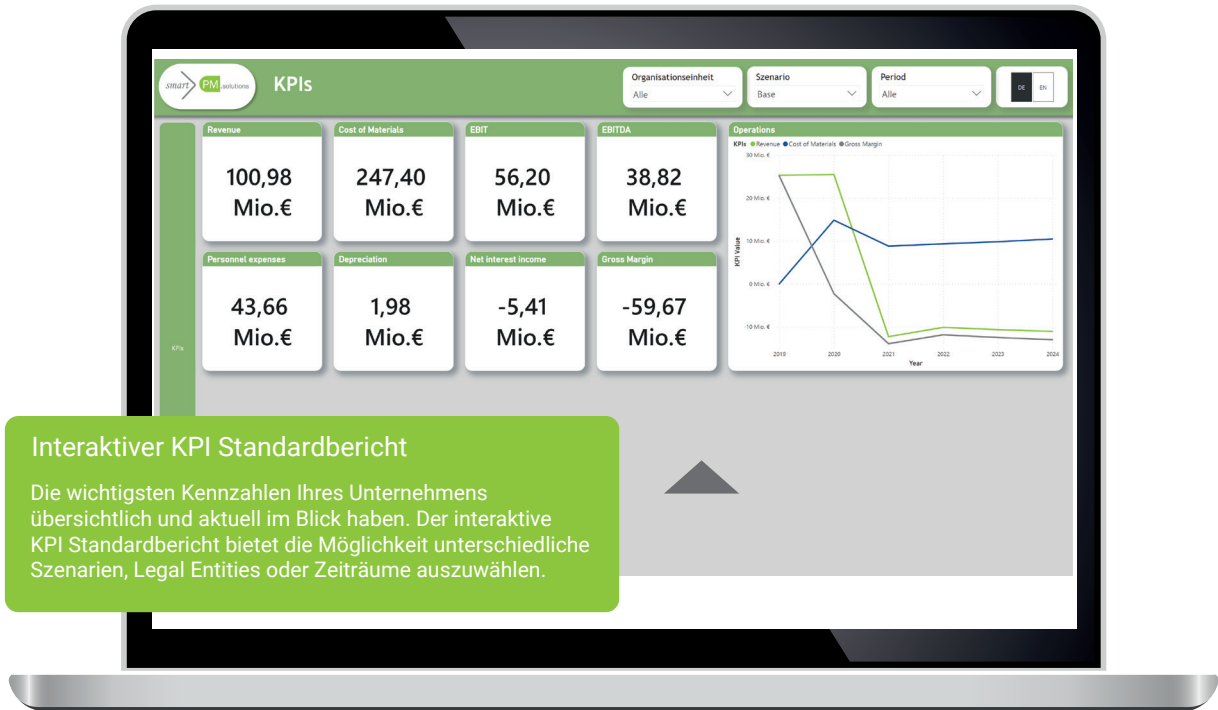 smart PM .solutions
KPIs
Organisationseinheit
Alle
Szenario
Base
Period
Alle
DE
EN
Revenue
100,98
Mio.€
Cost of Materials
247,40
Mio.€
EBIT
56,20
Mio.€
EBITDA
38,82
Mio.€
Personnel expenses
43,66
Mio.€
Depreciation
1,98
Mio.€
Net interest income
-5,41
Mio.€
Gross Margin
-59,67
Mio.€
Operations
KPIs Revenue Cost of Materials Gross Margin
30 Mio. €
20 Mio. €
10 Mio. €
0 Mio. €
-10 Mio. €
KPI Value
2019 2020 2021 2022 2023 2024
Year
KPIs
Interaktiver KPI Standardbericht
Die wichtigsten Kennzahlen Ihres Unternehmens
übersichtlich und aktuell im Blick haben. Der interaktive
KPI Standardbericht bietet die Möglichkeit unterschiedliche
Szenarien, Legal Entities oder Zeiträume auszuwählen.